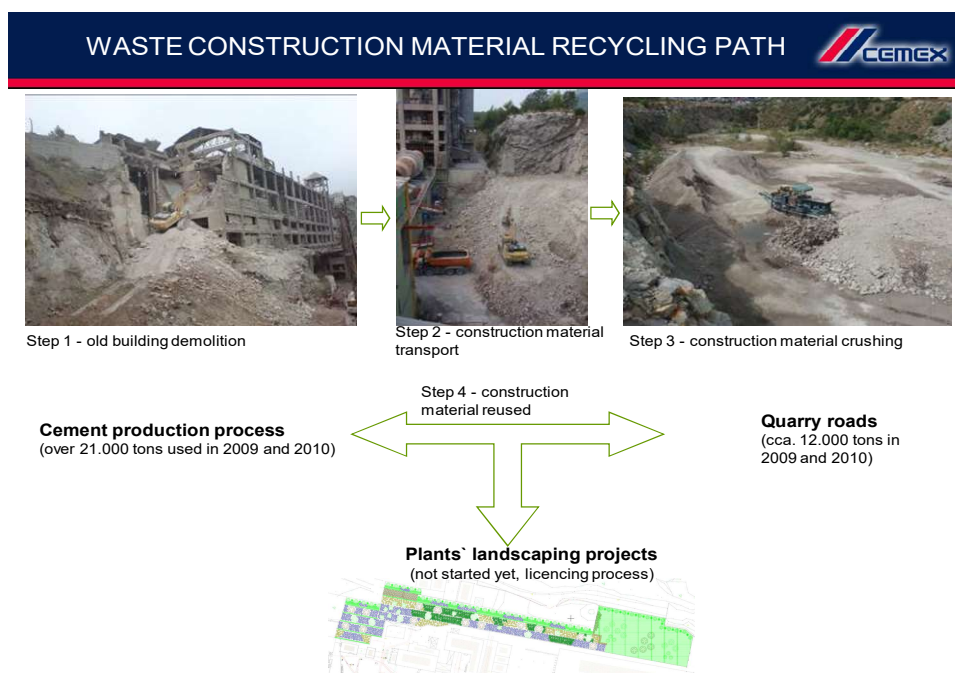 WASTE CONSTRUCTION MATERIAL RECYCLING PATH
CEMEX
Step 1 - old building demolition
Step 2 - construction material
transport
Step 3 - construction material crushing
Step 4 - construction
material reused
Cement production process
(over 21.000 tons used in 2009 and 2010)
Quarry roads
(cca. 12.000 tons in
2009 and 2010)
Plants` landscaping projects
(not started yet, licencing process)